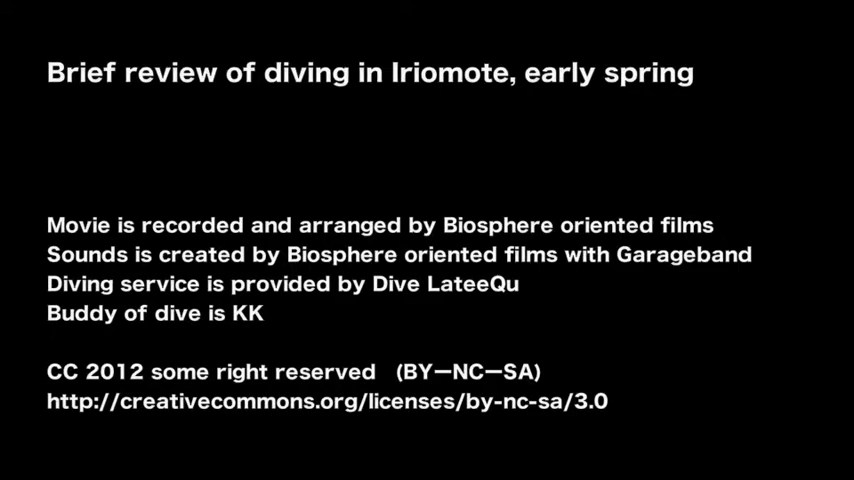 Brief review of diving in Iriomote, early spring
Movie is recorded and arranged by Biosphere oriented films
Sounds is created by Biosphere oriented films with Garageband
Diving service is provided by Dive LateeQu
Buddy of dive is KK
CC 2012 some right reserved （BY－NC－SA）
http://creativecommons.org/licenses/by-nc-sa/3.0